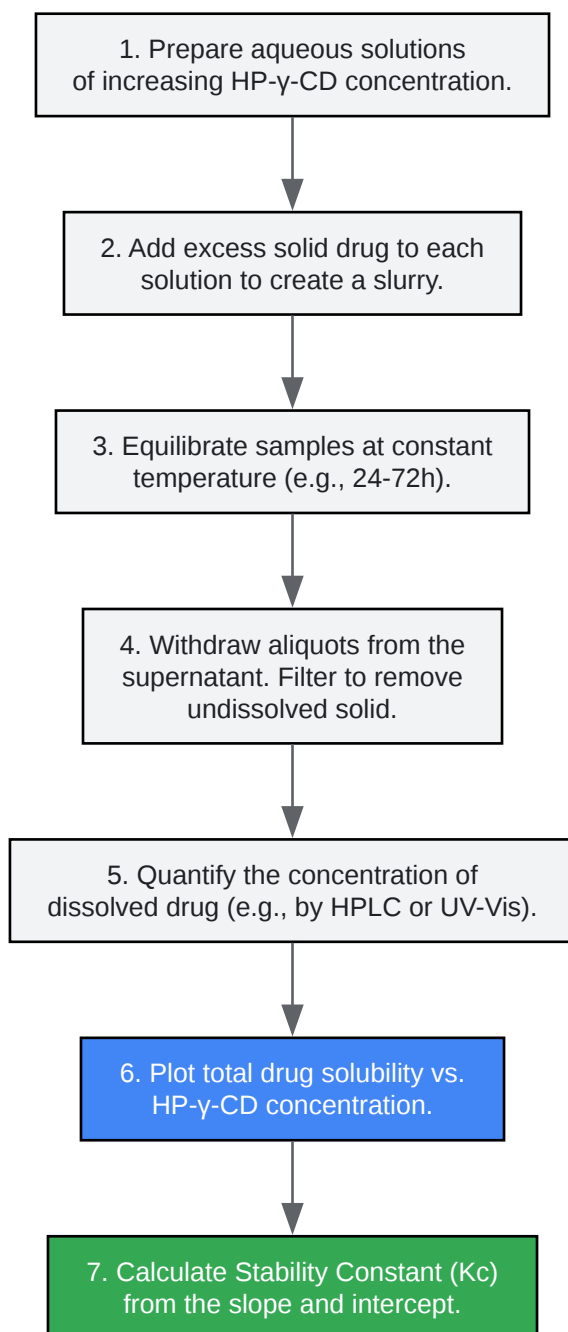 1. Prepare aqueous solutions
of increasing HP-γ-CD concentration.
2. Add excess solid drug to each
solution to create a slurry.
3. Equilibrate samples at constant
temperature (e.g., 24-72h).
4. Withdraw aliquots from the
supernatant. Filter to remove
undissolved solid.
5. Quantify the concentration of
dissolved drug (e.g., by HPLC or UV-Vis).
6. Plot total drug solubility vs.
HP-γ-CD concentration.
7. Calculate Stability Constant (Kc)
from the slope and intercept.